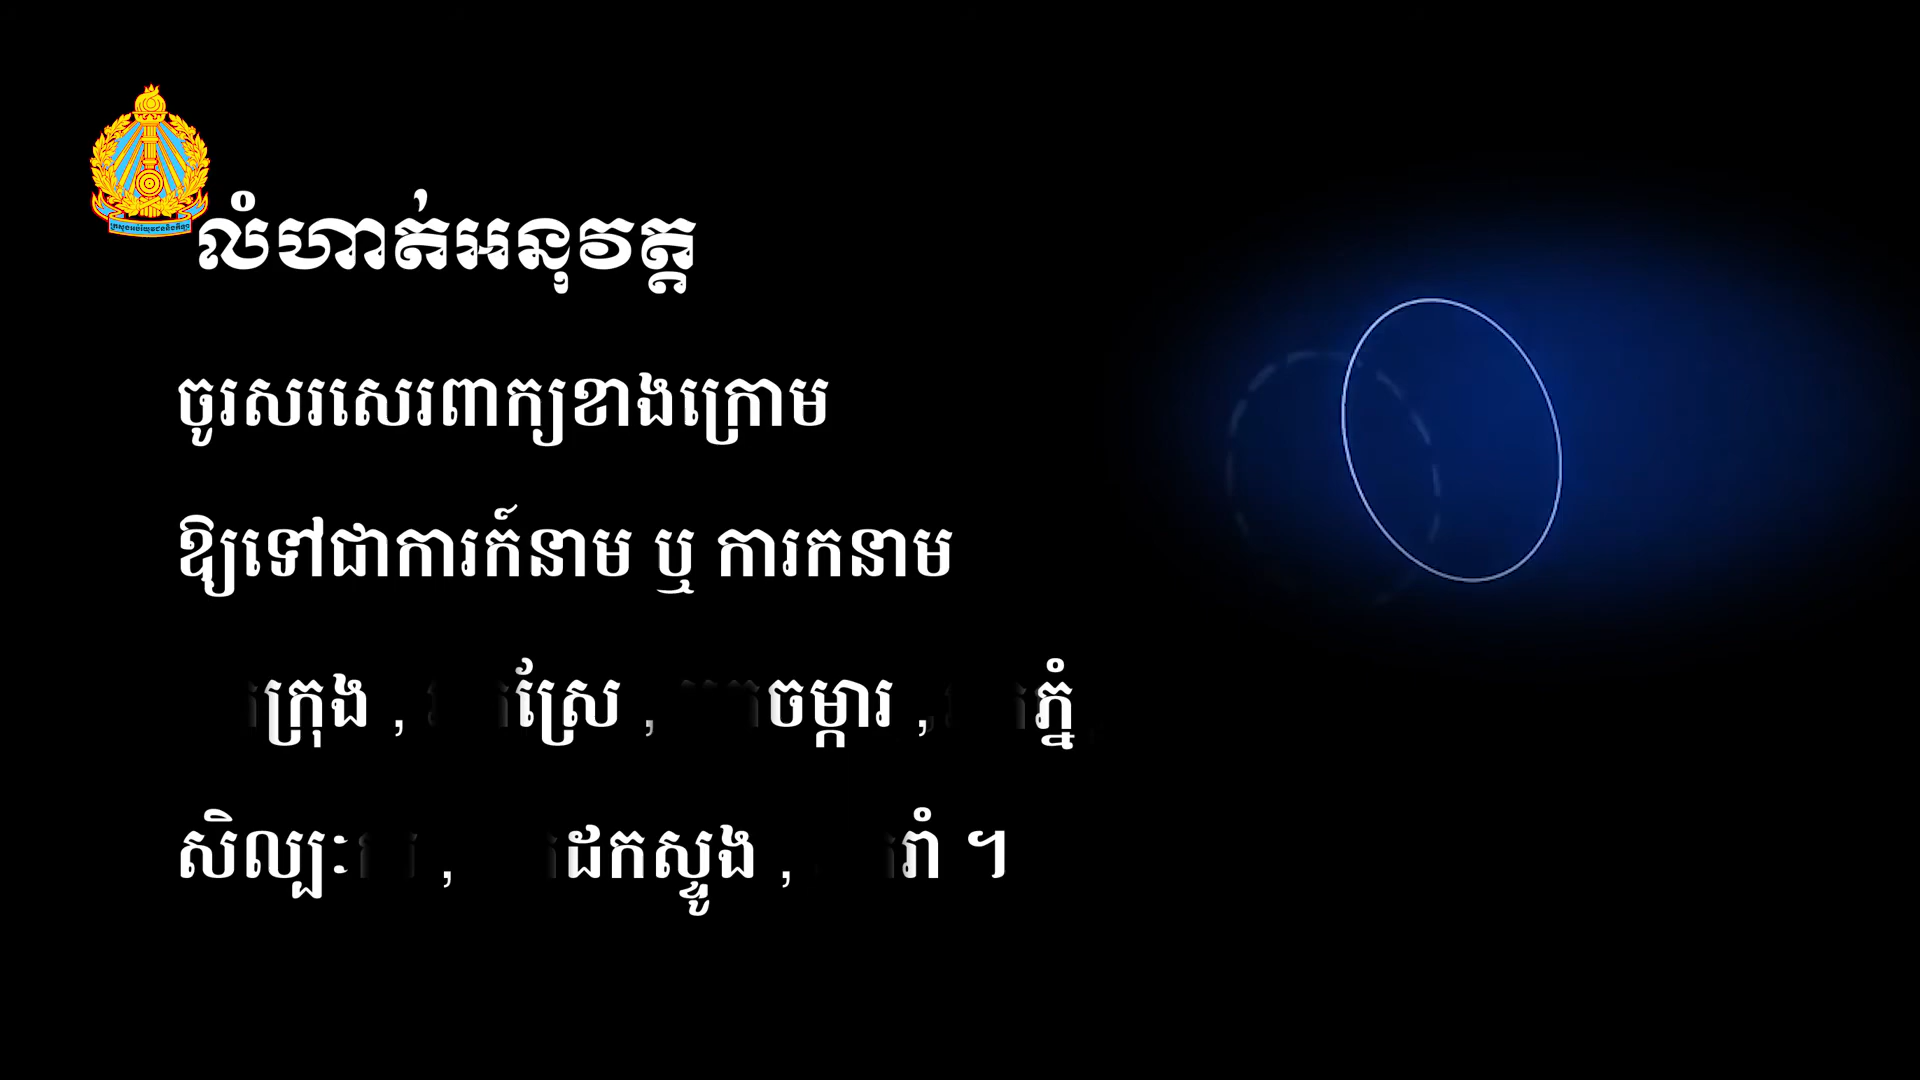 លំហាត់អនុវត្ត
ចូរសរសេរពាក្យខាងក្រោម
ឱ្យទៅជាការក៍នាម ឬ ការកនាម
ក្រុង , ស្រែ , ចម្ការ , ភ្នំ
សិល្បៈ , ដកស្ទូង , រាំ ។